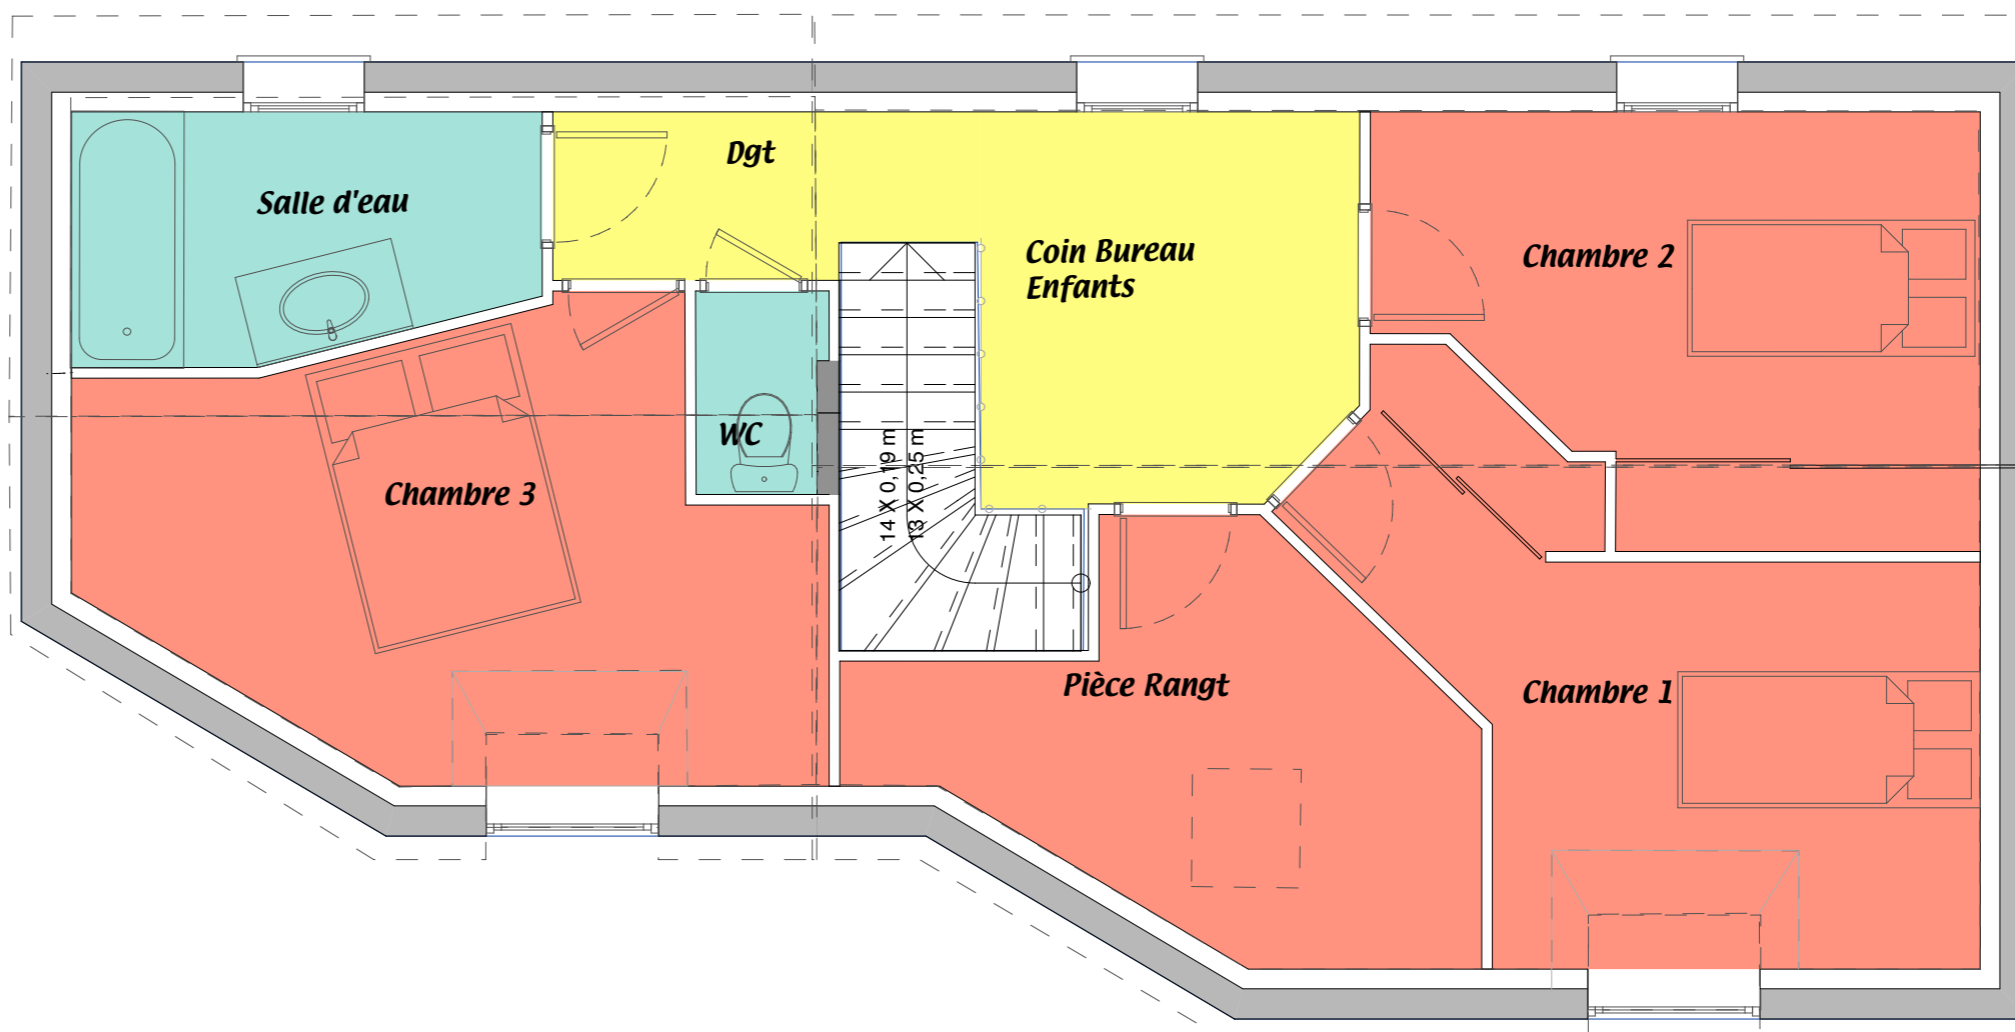 Dgt
Salle d'eau
Coin Bureau
Enfants
Chambre 2
WC
14 X 0,19 m
13 X 0,25 m
Chambre 3
Pièce Rangt
Chambre 1